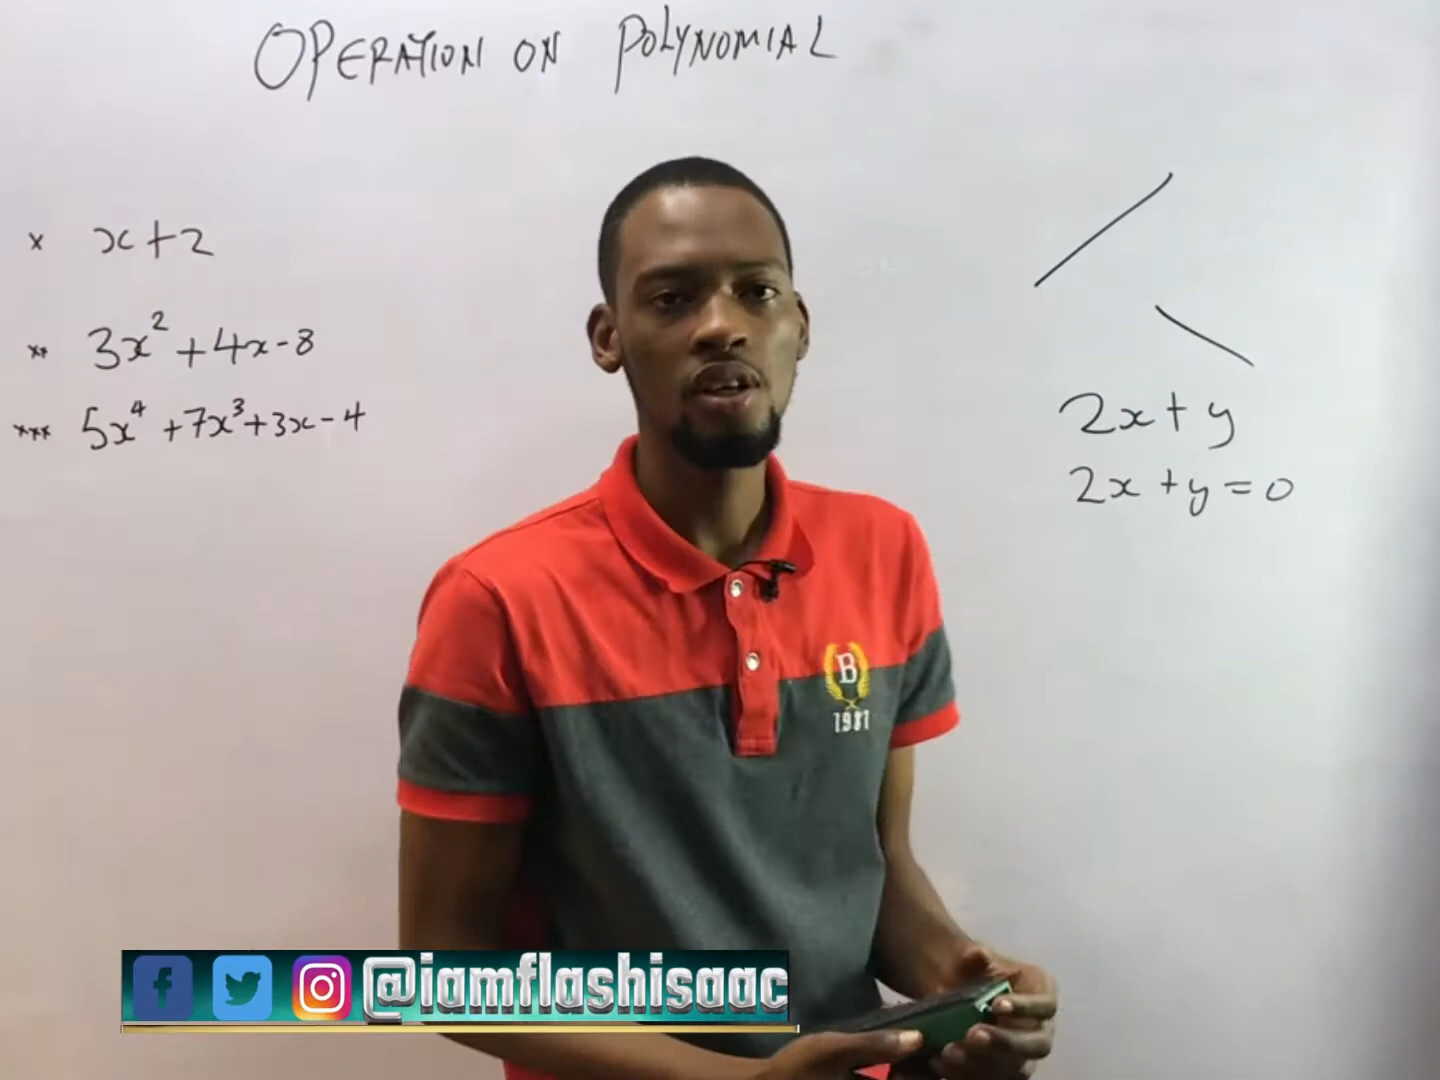 OPERATION ON POLYNOMIAL
* x+2
** 3x² +4x-8
*** 5x⁴ +7x³+3x-4
2x+y
2x+y=0
B
1981
@iamflashisaac